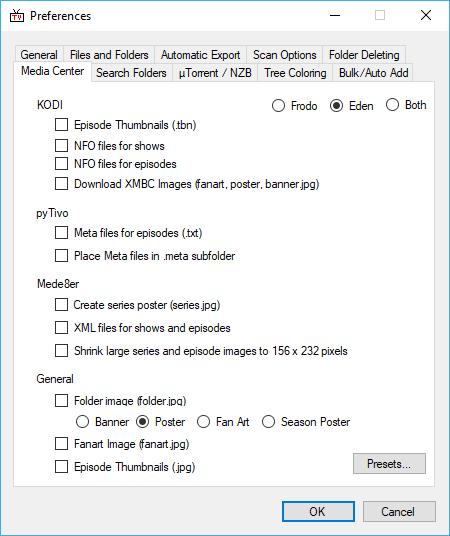 TV Preferences
General Files and Folders Automatic Export Scan Options Folder Deleting
Media Center Search Folders µTorrent / NZB Tree Coloring Bulk/Auto Add
KODI Frodo Eden Both
Episode Thumbnails (.tbn)
NFO files for shows
NFO files for episodes
Download XMBC Images (fanart, poster, banner.jpg)
pyTivo
Meta files for episodes (.txt)
Place Meta files in .meta subfolder
Mede8er
Create series poster (series.jpg)
XML files for shows and episodes
Shrink large series and episode images to 156 x 232 pixels
General
Folder image (folder.jpg)
Banner Poster Fan Art Season Poster
Fanart Image (fanart.jpg)
Episode Thumbnails (.jpg)
Presets...
OK Cancel